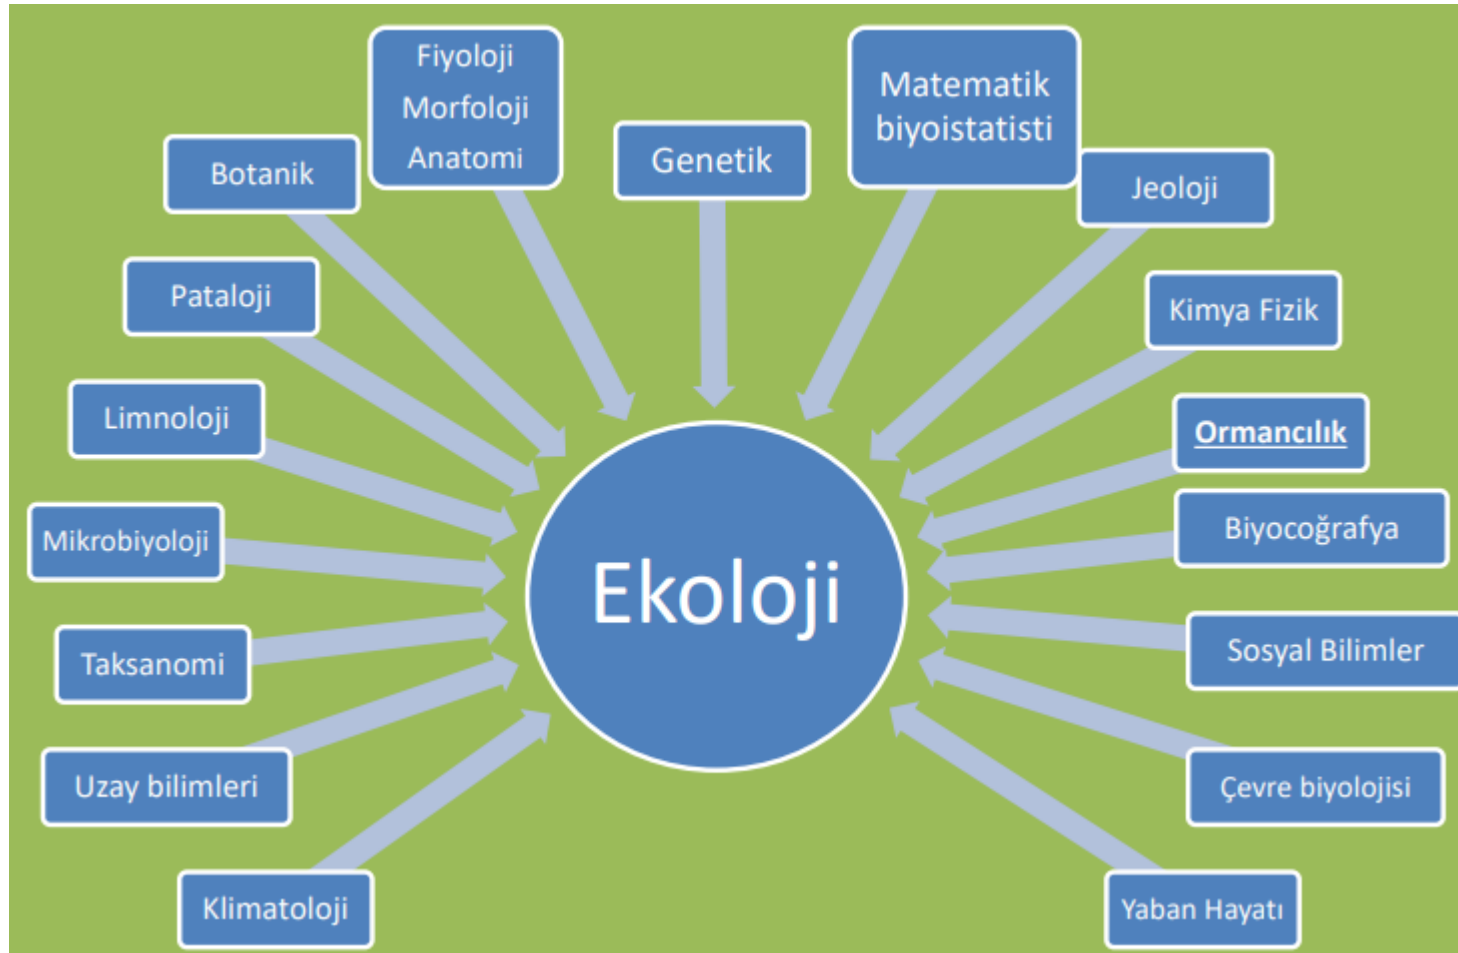 Fiyoloji
Morfoloji
Anatomi
Matematik
biyoistatisti
Genetik
Botanik
Jeoloji
Pataloji
Kimya Fizik
Limnoloji
Ormancılık
Mikrobiyoloji
Biyocoğrafya
Ekoloji
Taksanomi
Sosyal Bilimler
Uzay bilimleri
Çevre biyolojisi
Klimatoloji
Yaban Hayatı